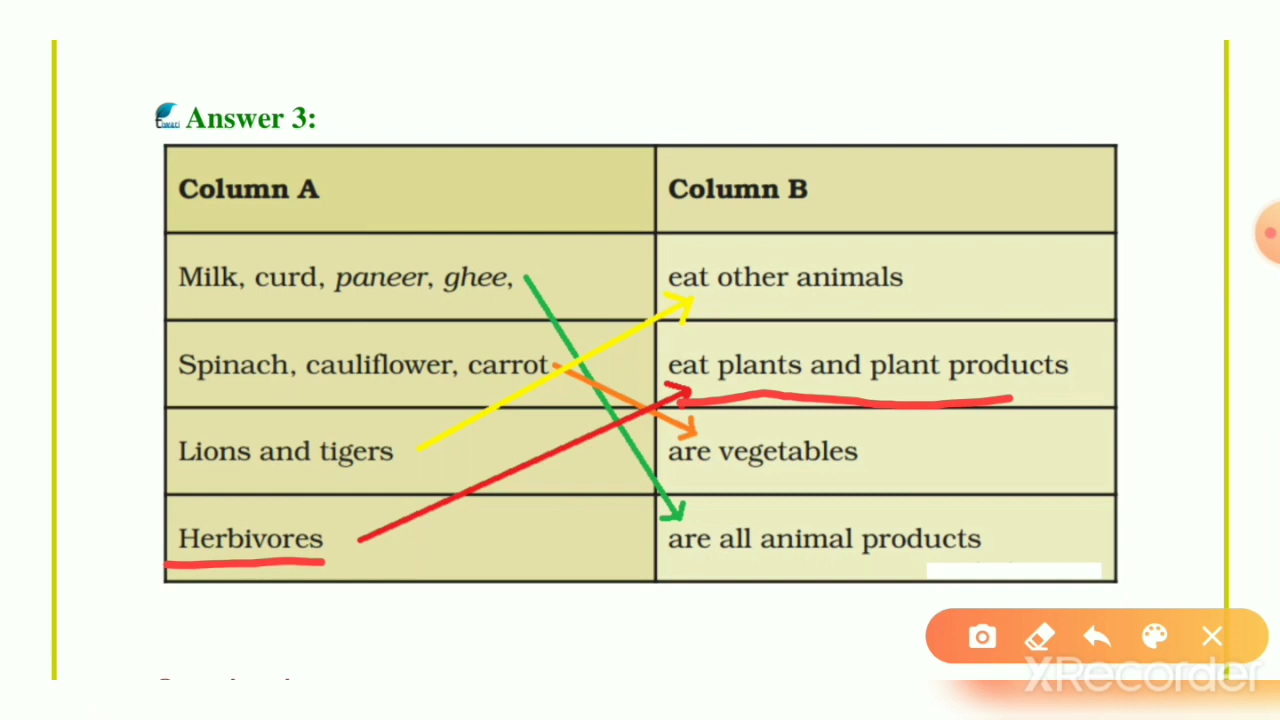 Answer 3:
Column A Column B
Milk, curd, paneer, ghee, eat other animals
Spinach, cauliflower, carrot eat plants and plant products
Lions and tigers are vegetables
Herbivores are all animal products
XRecorder